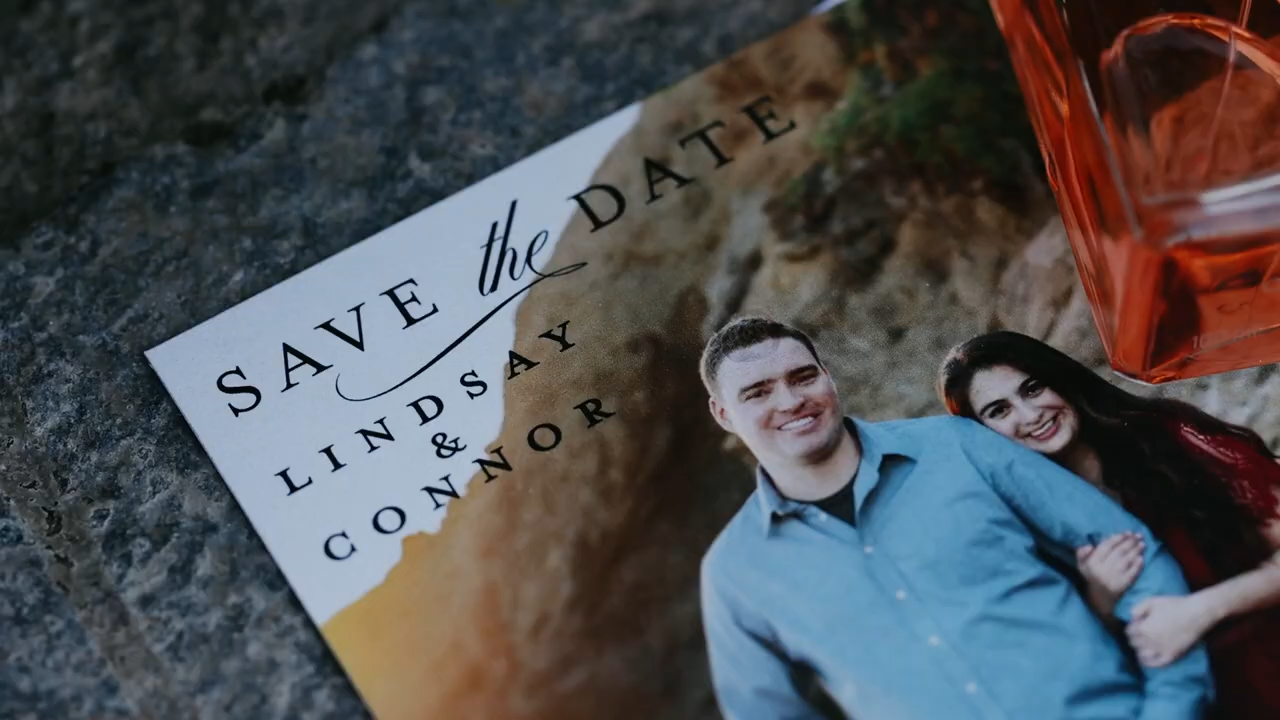 SAVE the DATE
LINDSAY
&
CONNOR